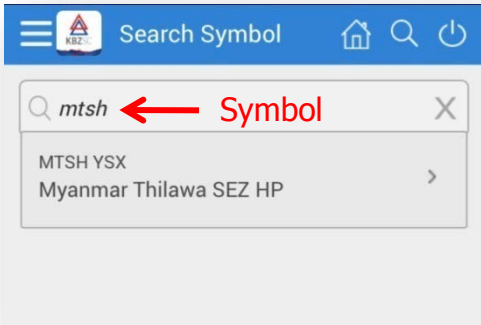 KBZSC Search Symbol
mtsh Symbol X
MTSH YSX
Myanmar Thilawa SEZ HP